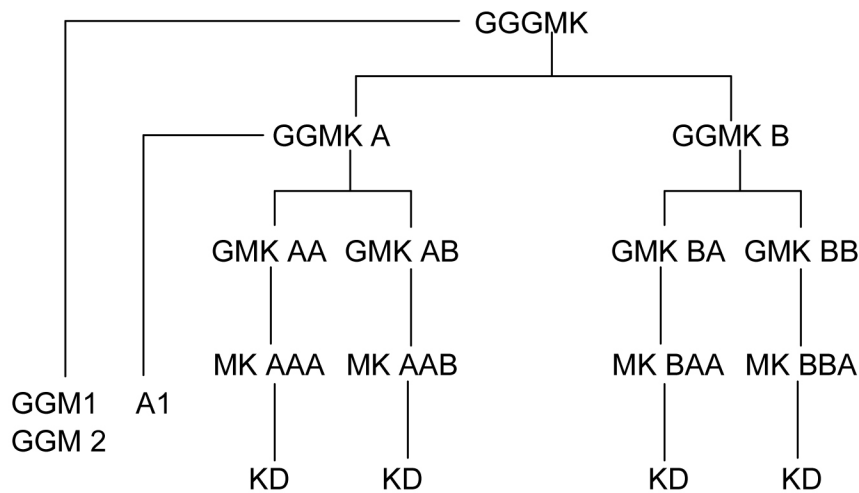 GGGMK
GGMK A GGMK B
GMK AA GMK AB GMK BA GMK BB
MK AAA MK AAB MK BAA MK BBA
GGM1 A1
GGM 2
KD KD KD KD